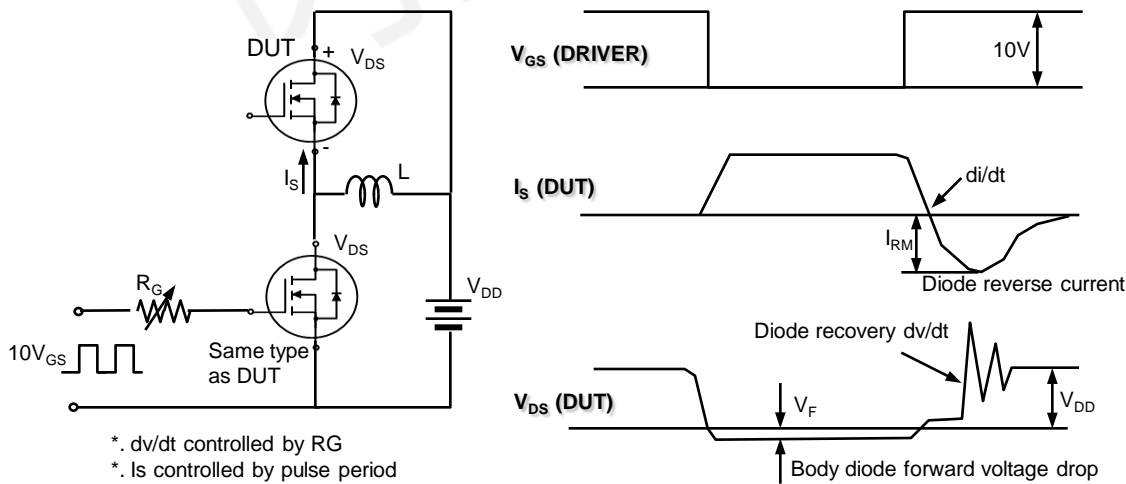 DUT
+
V_DS
-
I_S
L
V_DS
R_G
V_DD
10V_GS
Same type
as DUT
*. dv/dt controlled by RG
*. Is controlled by pulse period
V_GS (DRIVER)
10V
I_S (DUT)
di/dt
I_RM
Diode reverse current
Diode recovery dv/dt
V_DS (DUT)
V_F
V_DD
Body diode forward voltage drop